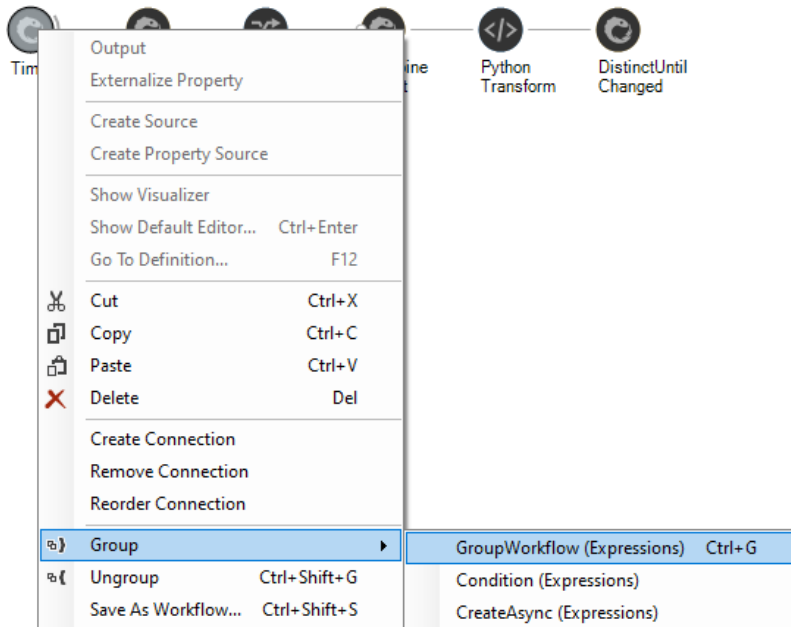 Tim
ine
t
Python
Transform
DistinctUntil
Changed
Output
Externalize Property
Create Source
Create Property Source
Show Visualizer
Show Default Editor... Ctrl+Enter
Go To Definition... F12
Cut Ctrl+X
Copy Ctrl+C
Paste Ctrl+V
Delete Del
Create Connection
Remove Connection
Reorder Connection
Group
GroupWorkflow (Expressions) Ctrl+G
Ungroup Ctrl+Shift+G
Condition (Expressions)
Save As Workflow... Ctrl+Shift+S
CreateAsync (Expressions)